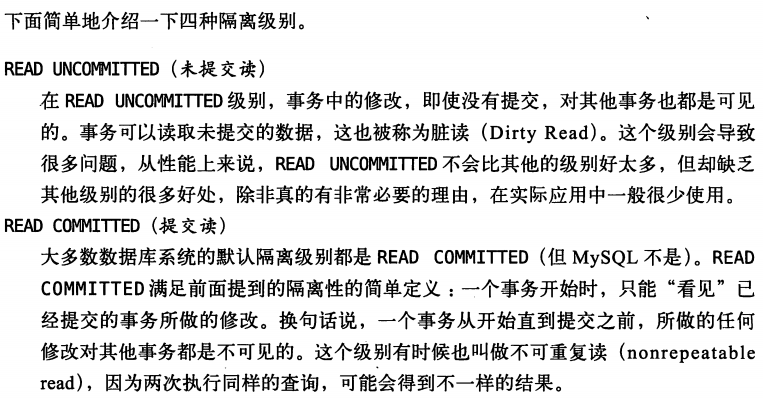 下面简单地介绍一下四种隔离级别。
READ UNCOMMITTED（未提交读）
在 READ UNCOMMITTED 级别，事务中的修改，即使没有提交，对其他事务也都是可见
的。事务可以读取未提交的数据，这也被称为脏读（Dirty Read）。这个级别会导致
很多问题，从性能上来说，READ UNCOMMITTED 不会比其他的级别好太多，但却缺乏
其他级别的很多好处，除非真的有非常必要的理由，在实际应用中一般很少使用。
READ COMMITTED（提交读）
大多数数据库系统的默认隔离级别都是 READ COMMITTED（但 MySQL 不是）。READ
COMMITTED 满足前面提到的隔离性的简单定义：一个事务开始时，只能“看见”已
经提交的事务所做的修改。换句话说，一个事务从开始直到提交之前，所做的任何
修改对其他事务都是不可见的。这个级别有时候也叫做不可重复读（nonrepeatable
read），因为两次执行同样的查询，可能会得到不一样的结果。